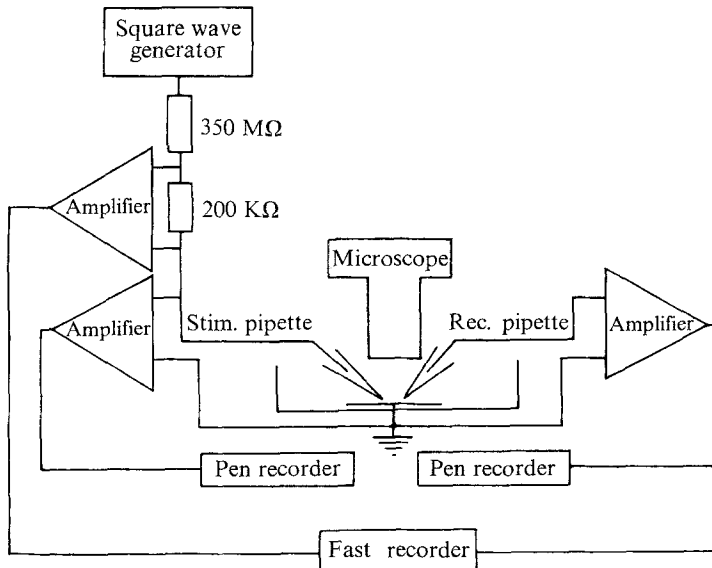 Square wave
generator
350 MΩ
Amplifier
200 KΩ
Microscope
Amplifier
Stim. pipette
Rec. pipette
Amplifier
Pen recorder
Pen recorder
Fast recorder